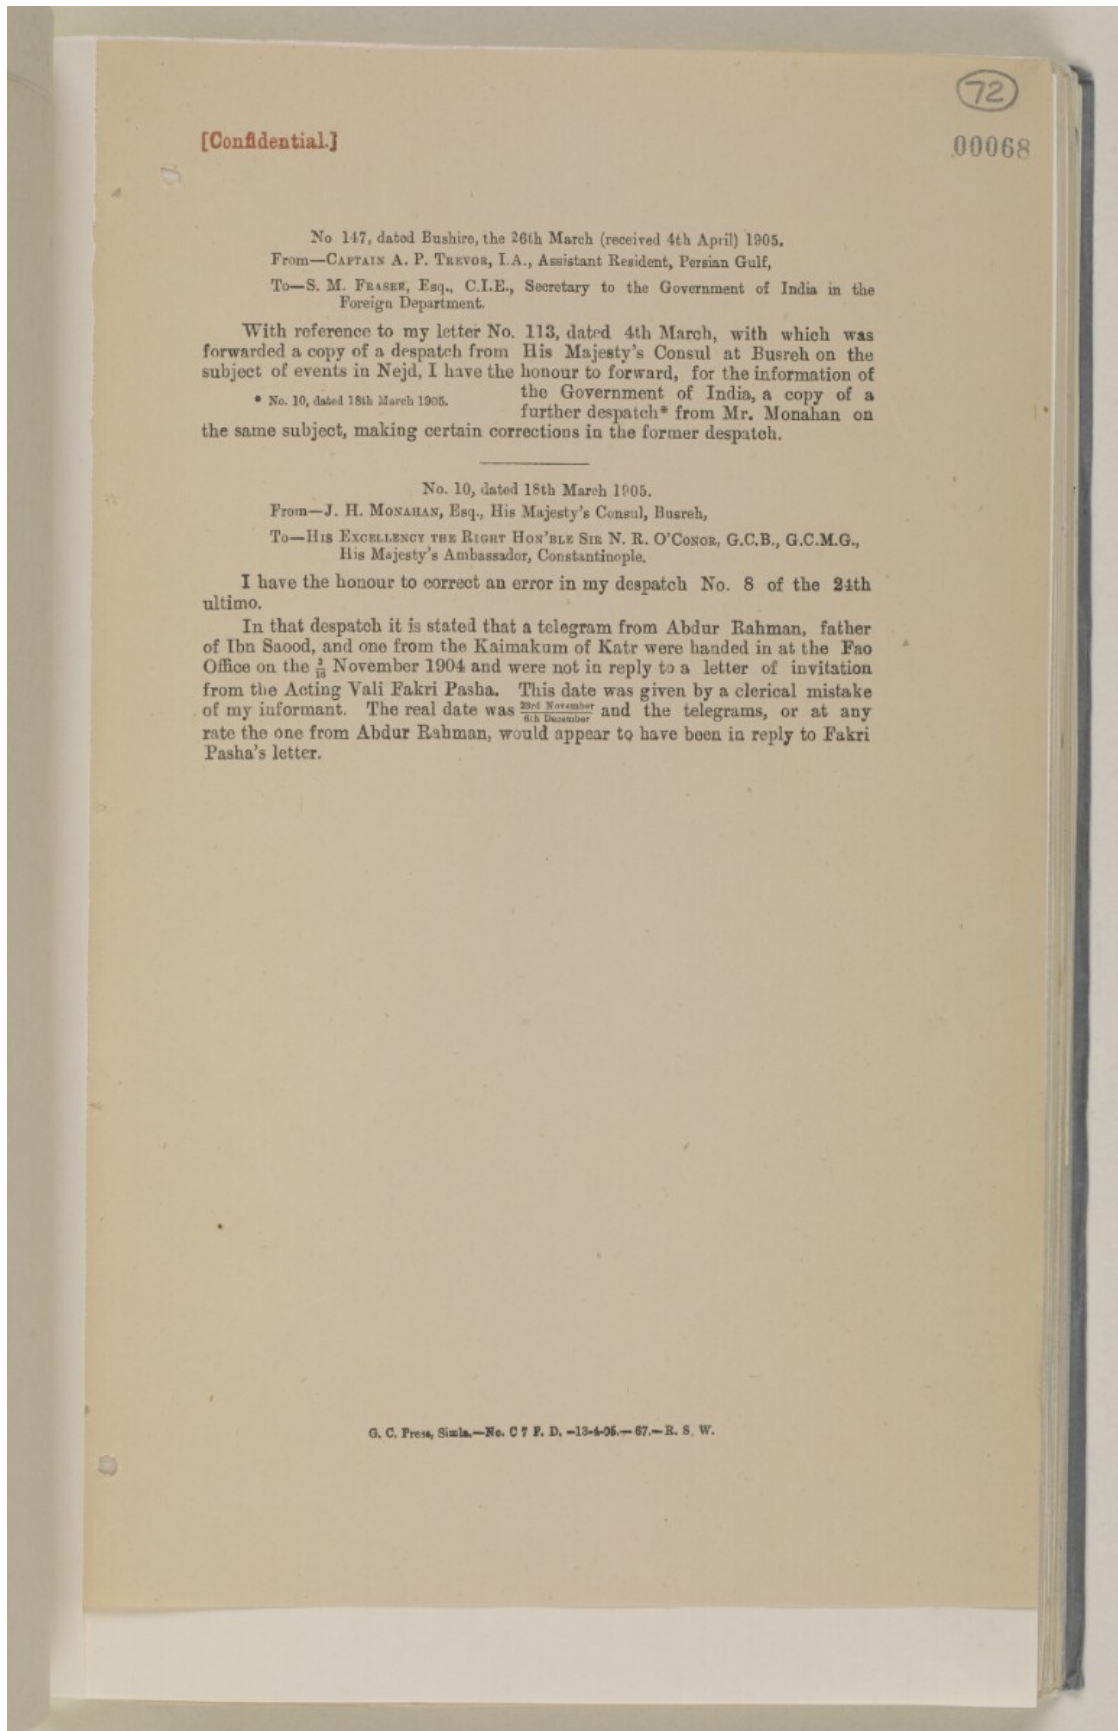 72
[Confidential.]
00068
No 147, dated Bushire, the 26th March (received 4th April) 1905.
From—CAPTAIN A. P. TREVOR, I.A., Assistant Resident, Persian Gulf,
To—S. M. FRASER, Esq., C.I.E., Secretary to the Government of India in the
Foreign Department.
With reference to my letter No. 113, dated 4th March, with which was
forwarded a copy of a despatch from His Majesty's Consul at Busreh on the
subject of events in Nejd, I have the honour to forward, for the information of
the Government of India, a copy of a
* No. 10, dated 18th March 1905.
further despatch* from Mr. Monahan on
the same subject, making certain corrections in the former despatch.
No. 10, dated 18th March 1905.
From—J. H. MONAHAN, Esq., His Majesty's Consul, Busreh,
To—HIS EXCELLENCY THE RIGHT HON'BLE SIR N. R. O'CONOR, G.C.B., G.C.M.G.,
His Majesty's Ambassador, Constantinople.
I have the honour to correct an error in my despatch No. 8 of the 24th
ultimo.
In that despatch it is stated that a telegram from Abdur Rahman, father
of Ibn Saood, and one from the Kaimakam of Katr were handed in at the Fao
Office on the 3/16 November 1904 and were not in reply to a letter of invitation
from the Acting Vali Fakri Pasha. This date was given by a clerical mistake
of my informant. The real date was 23rd November/6th December and the telegrams, or at any
rate the one from Abdur Rahman, would appear to have been in reply to Fakri
Pasha's letter.
G. C. Press, Simla.—No. C 7 F. D. —13-4-05.—67.—R. S. W.